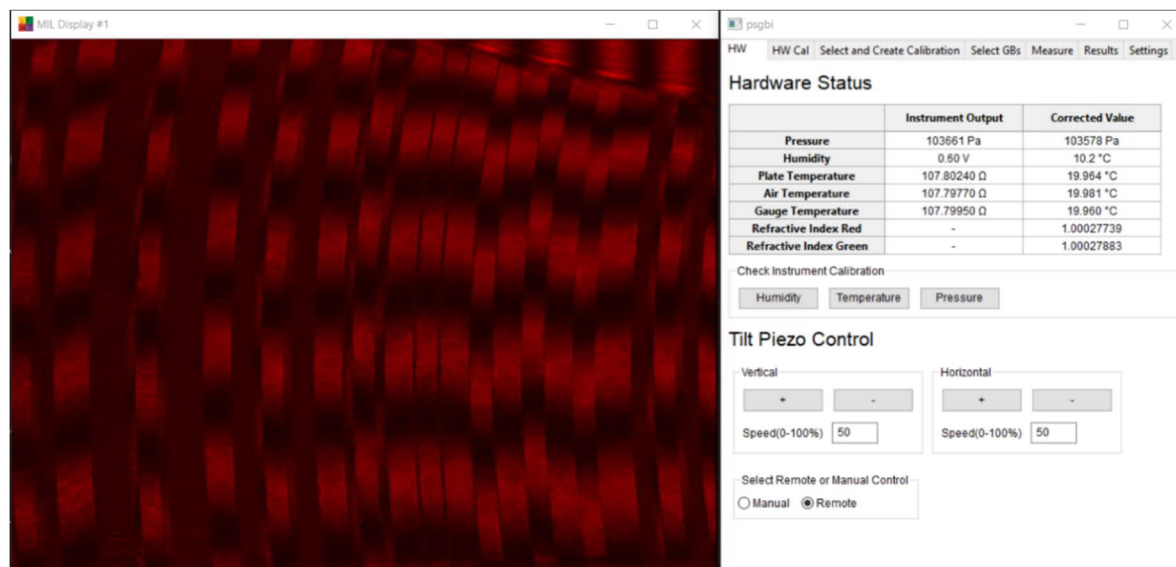 MIL Display #1
psgbi
HW HW Cal Select and Create Calibration Select GBs Measure Results Settings
Hardware Status
Instrument Output Corrected Value
Pressure 103661 Pa 103578 Pa
Humidity 0.60 V 10.2 °C
Plate Temperature 107.80240 Ω 19.964 °C
Air Temperature 107.79770 Ω 19.981 °C
Gauge Temperature 107.79950 Ω 19.960 °C
Refractive Index Red - 1.00027739
Refractive Index Green - 1.00027883
Check Instrument Calibration
Humidity Temperature Pressure
Tilt Piezo Control
Vertical Horizontal
+ - + -
Speed(0-100%) 50 Speed(0-100%) 50
Select Remote or Manual Control
Manual Remote